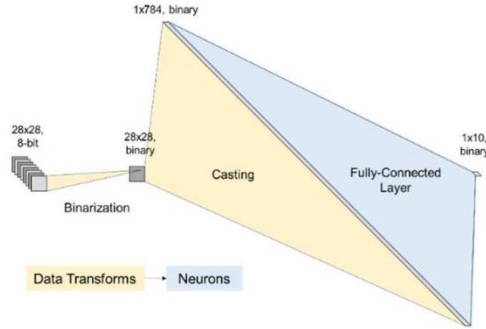 1x784, binary
28x28,
8-bit
28x28,
binary
1x10,
binary
Casting
Fully-Connected
Layer
Binarization
Data Transforms
Neurons